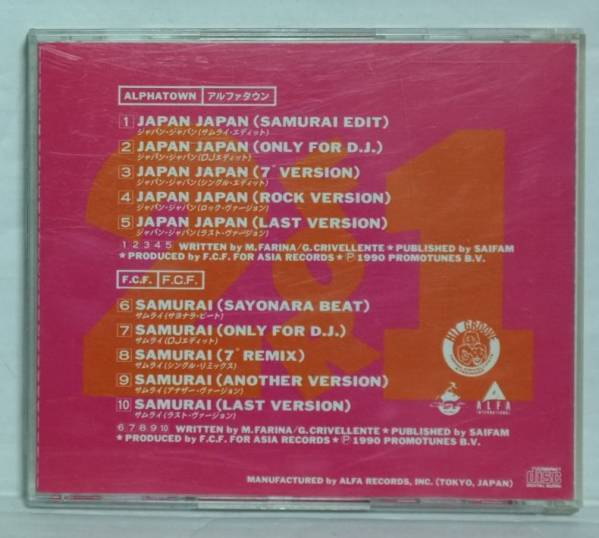 ALPHATOWN アルファタウン
1 JAPAN JAPAN (SAMURAI EDIT)
ジャパン・ジャパン(サムライ・エディット)
2 JAPAN JAPAN (ONLY FOR D.J.)
ジャパン・ジャパン(DJエディット)
3 JAPAN JAPAN (7" VERSION)
ジャパン・ジャパン(シングル・エディット)
4 JAPAN JAPAN (ROCK VERSION)
ジャパン・ジャパン(ロック・ヴァージョン)
5 JAPAN JAPAN (LAST VERSION)
ジャパン・ジャパン(ラスト・ヴァージョン)
1 2 3 4 5 WRITTEN by M.FARINA/G.CRIVELLENTE★PUBLISHED by SAIFAM
★PRODUCED by F.C.F. FOR ASIA RECORDS★Ⓟ1990 PROMOTUNES B.V.
F.C.F. F.C.F.
6 SAMURAI (SAYONARA BEAT)
サムライ(サヨナラ・ビート)
7 SAMURAI (ONLY FOR D.J.)
サムライ(DJエディット)
8 SAMURAI (7" REMIX)
サムライ(シングル・リミックス)
9 SAMURAI (ANOTHER VERSION)
サムライ(アナザー・ヴァージョン)
10 SAMURAI (LAST VERSION)
サムライ(ラスト・ヴァージョン)
6 7 8 9 10 WRITTEN by M.FARINA/G.CRIVELLENTE★PUBLISHED by SAIFAM
★PRODUCED by F.C.F. FOR ASIA RECORDS★Ⓟ1990 PROMOTUNES B.V.
2 & 1
HIT GROOVE
ALFA
INTERNATIONAL
MANUFACTURED by ALFA RECORDS, INC. (TOKYO, JAPAN)
COMPACT
disc
DIGITAL AUDIO